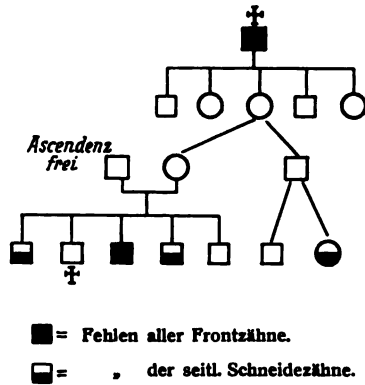 Ascendenz
frei
= Fehlen aller Frontzähne.
= „ der seitl. Schneidezähne.